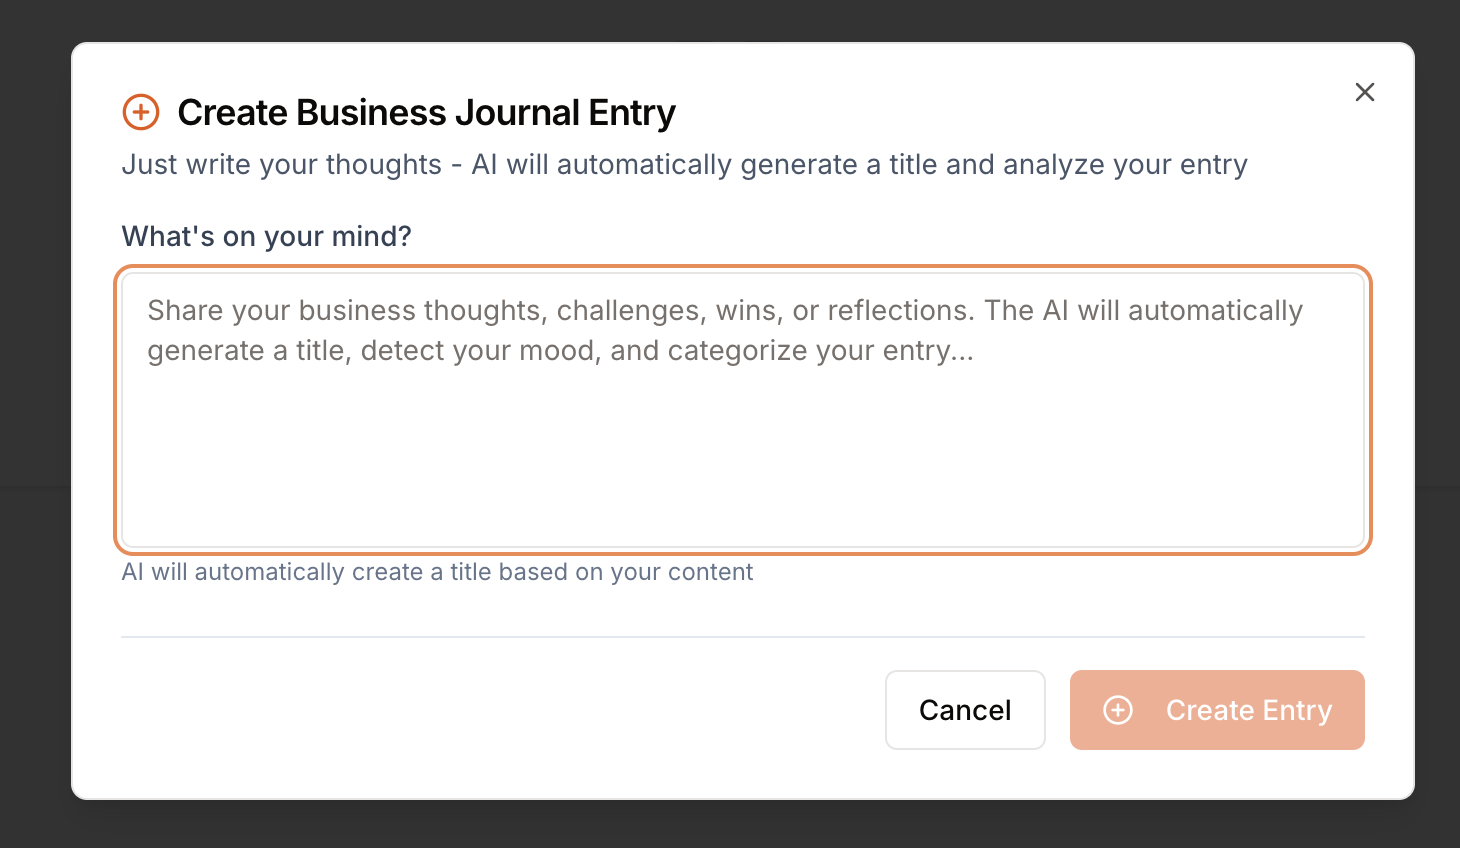 Create Business Journal Entry
Just write your thoughts - AI will automatically generate a title and analyze your entry
What's on your mind?
Share your business thoughts, challenges, wins, or reflections. The AI will automatically
generate a title, detect your mood, and categorize your entry...
AI will automatically create a title based on your content
Cancel
Create Entry